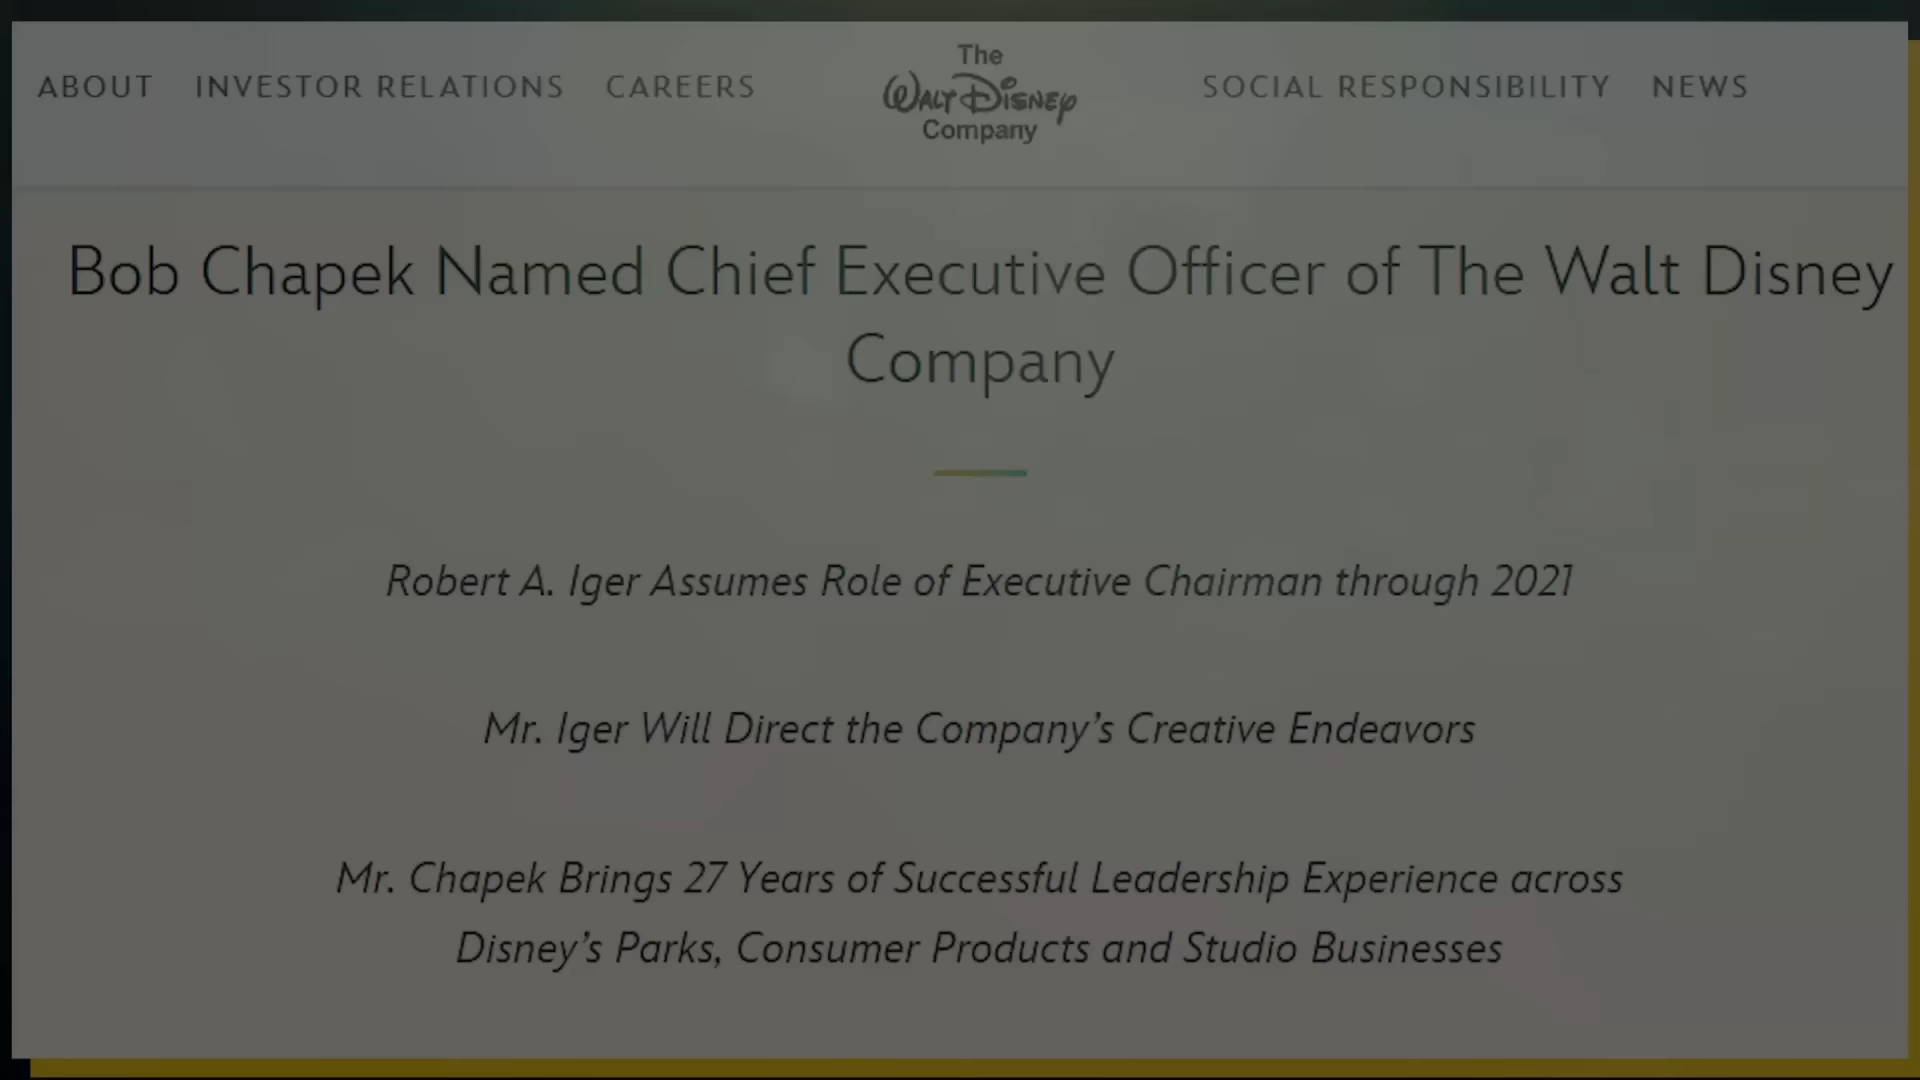 ABOUT INVESTOR RELATIONS CAREERS
The
WALT DISNEY
Company
SOCIAL RESPONSIBILITY NEWS
Bob Chapek Named Chief Executive Officer of The Walt Disney
Company
Robert A. Iger Assumes Role of Executive Chairman through 2021
Mr. Iger Will Direct the Company’s Creative Endeavors
Mr. Chapek Brings 27 Years of Successful Leadership Experience across
Disney’s Parks, Consumer Products and Studio Businesses